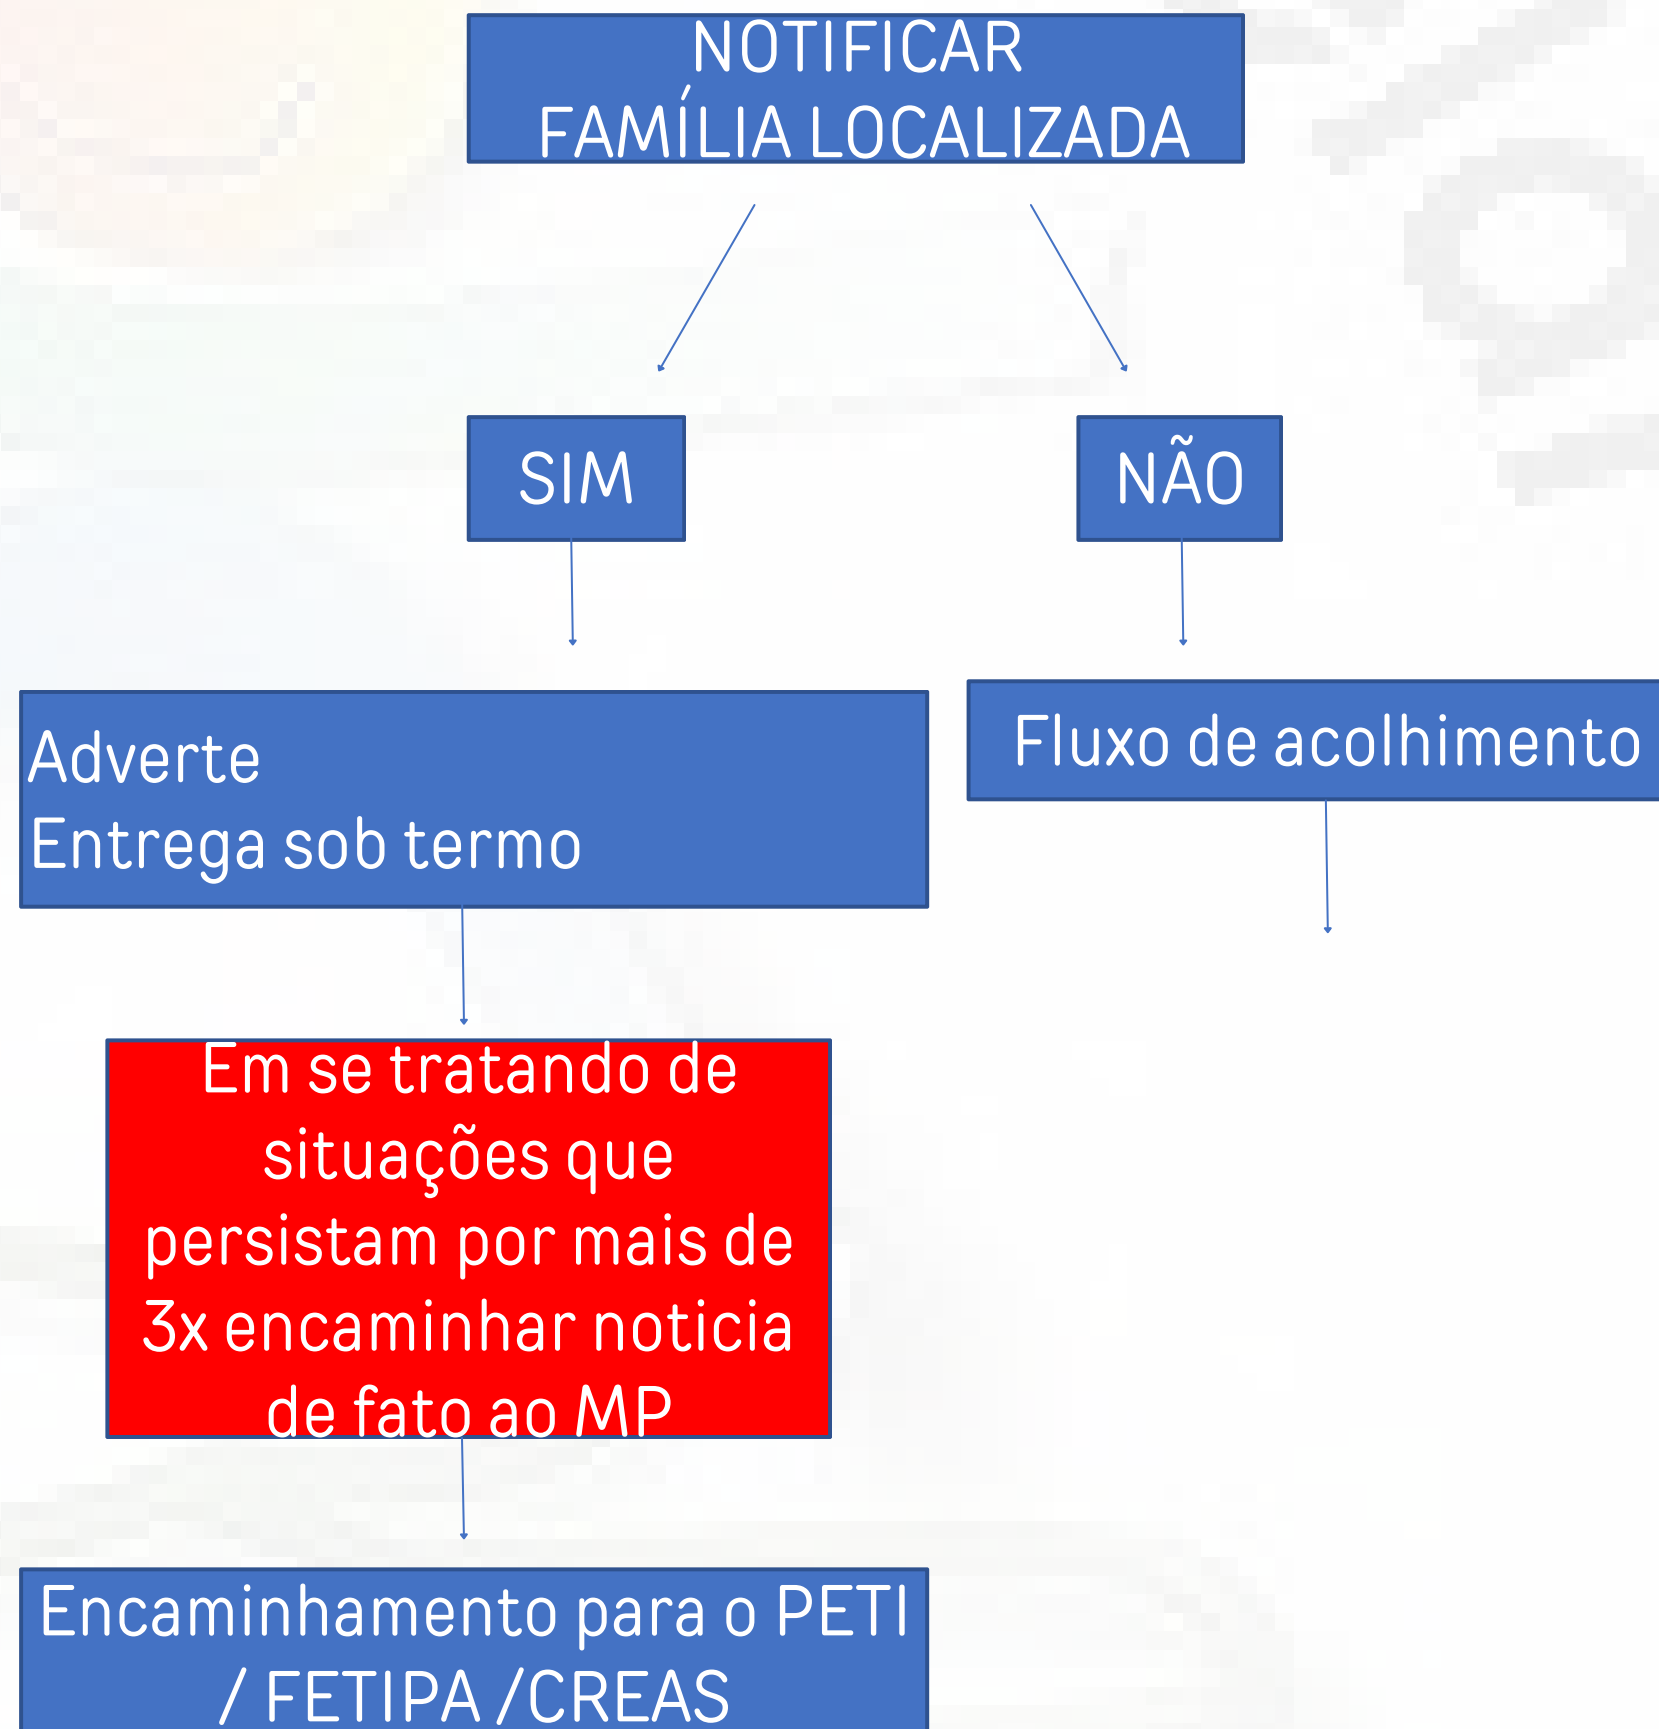 NOTIFICAR
FAMÍLIA LOCALIZADA
SIM
NÃO
Adverte
Entrega sob termo
Fluxo de acolhimento
Em se tratando de
situações que
persistam por mais de
3x encaminhar noticia
de fato ao MP
Encaminhamento para o PETI
/ FETIPA /CREAS